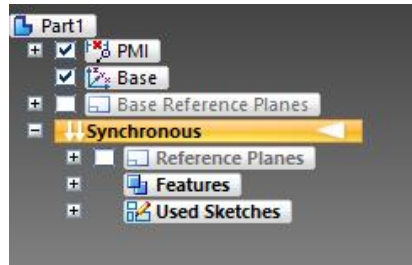 Part1
PMI
Base
Base Reference Planes
Synchronous
Reference Planes
Features
Used Sketches